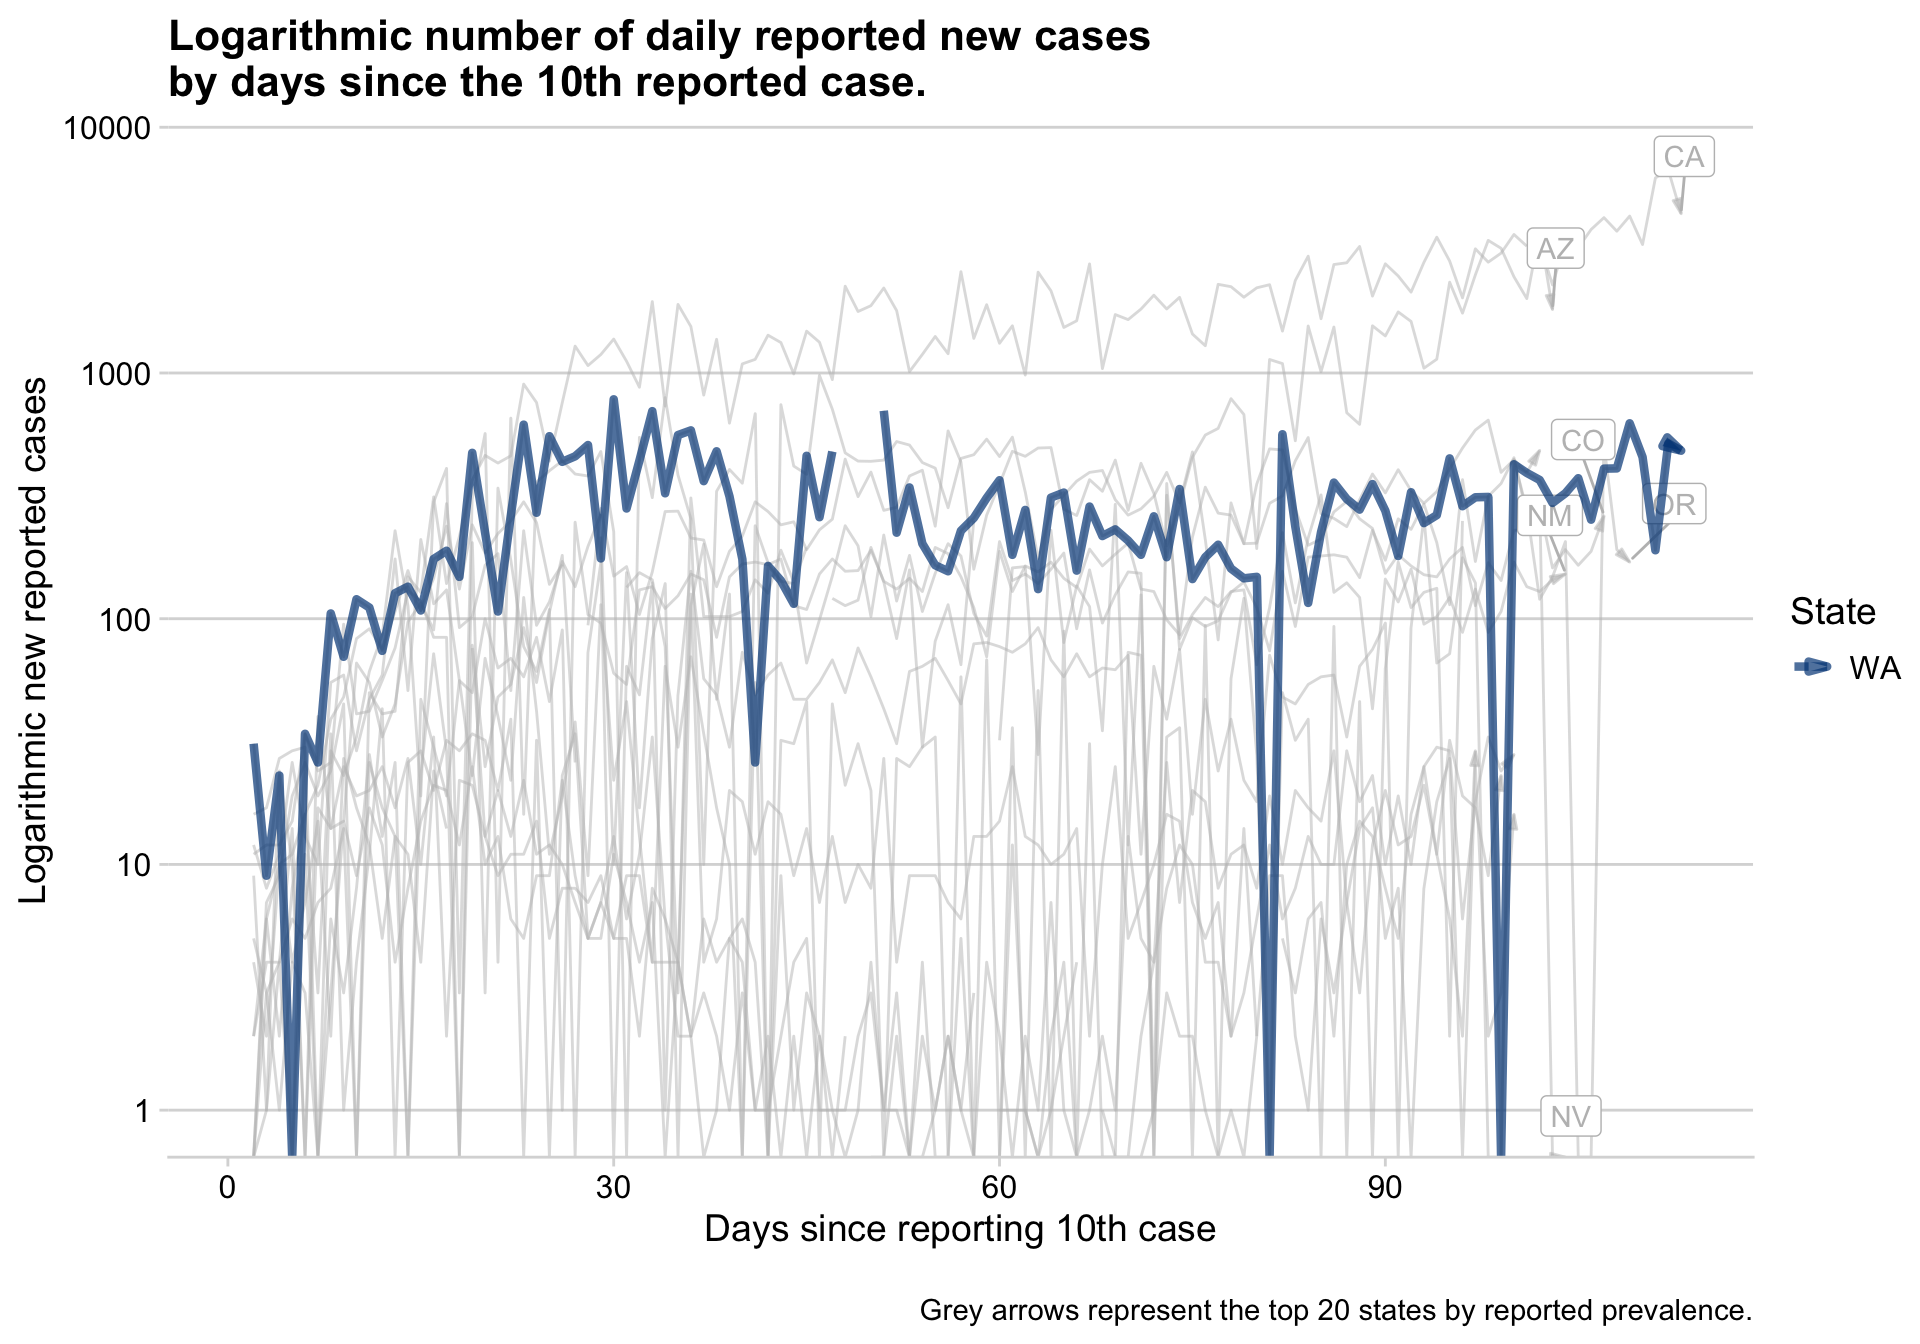 Logarithmic number of daily reported new cases
by days since the 10th reported case.
10000
1000
100
10
1
Logarithmic new reported cases
CA
AZ
CO
NM
OR
NV
State
WA
0
30
60
90
Days since reporting 10th case
Grey arrows represent the top 20 states by reported prevalence.